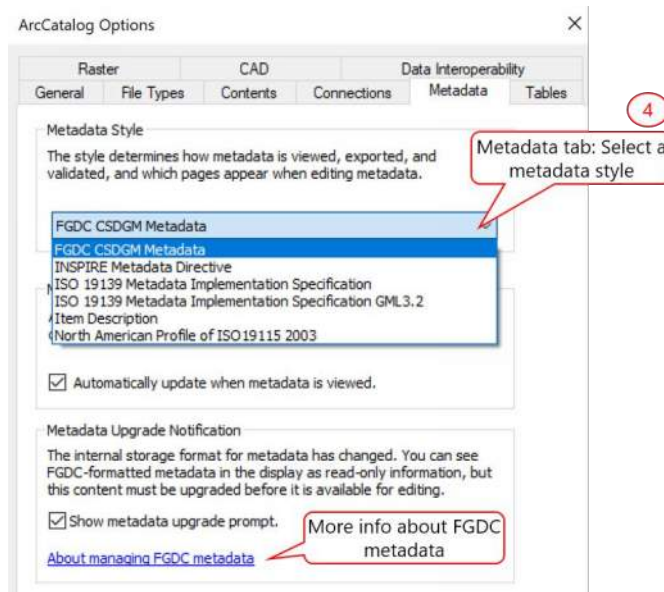 ArcCatalog Options
Raster CAD Data Interoperability
General File Types Contents Connections Metadata Tables
4
Metadata tab: Select a
metadata style
Metadata Style
The style determines how metadata is viewed, exported, and
validated, and which pages appear when editing metadata.
FGDC CSDGM Metadata
FGDC CSDGM Metadata
INSPIRE Metadata Directive
ISO 19139 Metadata Implementation Specification
ISO 19139 Metadata Implementation Specification GML3.2
Item Description
North American Profile of ISO19115 2003
Automatically update when metadata is viewed.
Metadata Upgrade Notification
The internal storage format for metadata has changed. You can see
FGDC-formatted metadata in the display as read-only information, but
this content must be upgraded before it is available for editing.
Show metadata upgrade prompt.
More info about FGDC
metadata
About managing FGDC metadata